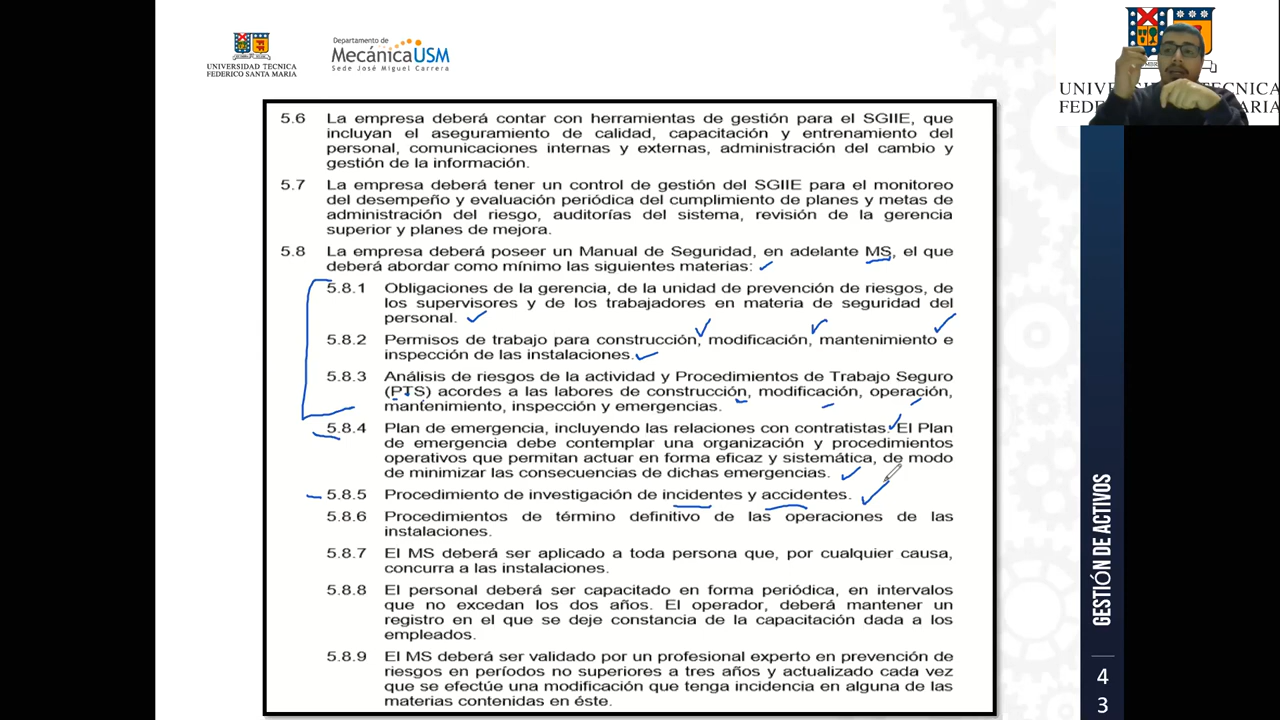 UNIVERSIDAD TECNICA
FEDERICO SANTA MARIA
Departamento de
MecánicaUSM
Sede José Miguel Carrera
5.6 La empresa deberá contar con herramientas de gestión para el SGIIE, que
incluyan el aseguramiento de calidad, capacitación y entrenamiento del
personal, comunicaciones internas y externas, administración del cambio y
gestión de la información.
5.7 La empresa deberá tener un control de gestión del SGIIE para el monitoreo
del desempeño y evaluación periódica del cumplimiento de planes y metas de
administración del riesgo, auditorías del sistema, revisión de la gerencia
superior y planes de mejora.
5.8 La empresa deberá poseer un Manual de Seguridad, en adelante MS, el que
deberá abordar como mínimo las siguientes materias:
5.8.1 Obligaciones de la gerencia, de la unidad de prevención de riesgos, de
los supervisores y de los trabajadores en materia de seguridad del
personal.
5.8.2 Permisos de trabajo para construcción, modificación, mantenimiento e
inspección de las instalaciones.
5.8.3 Análisis de riesgos de la actividad y Procedimientos de Trabajo Seguro
(PTS) acordes a las labores de construcción, modificación, operación,
mantenimiento, inspección y emergencias.
5.8.4 Plan de emergencia, incluyendo las relaciones con contratistas. El Plan
de emergencia debe contemplar una organización y procedimientos
operativos que permitan actuar en forma eficaz y sistemática, de modo
de minimizar las consecuencias de dichas emergencias.
5.8.5 Procedimiento de investigación de incidentes y accidentes.
5.8.6 Procedimientos de término definitivo de las operaciones de las
instalaciones.
5.8.7 El MS deberá ser aplicado a toda persona que, por cualquier causa,
concurra a las instalaciones.
5.8.8 El personal deberá ser capacitado en forma periódica, en intervalos
que no excedan los dos años. El operador, deberá mantener un
registro en el que se deje constancia de la capacitación dada a los
empleados.
5.8.9 El MS deberá ser validado por un profesional experto en prevención de
riesgos en períodos no superiores a tres años y actualizado cada vez
que se efectúe una modificación que tenga incidencia en alguna de las
materias contenidas en éste.
GESTIÓN DE ACTIVOS
4
3